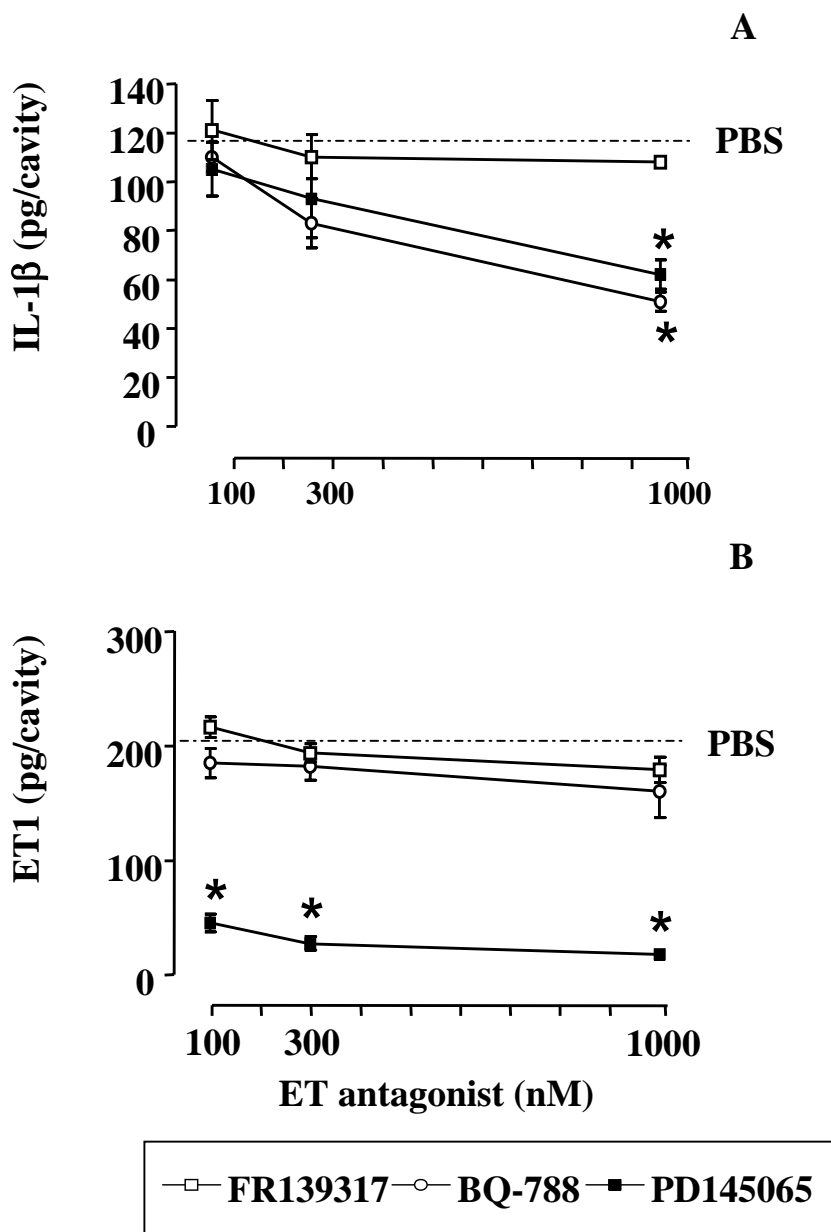 A
IL-1β (pg/cavity)
140
120
100
80
60
40
20
0
PBS
*
*
100 300 1000
B
ET1 (pg/cavity)
300
200
100
0
PBS
* * *
100 300 1000
ET antagonist (nM)
FR139317 BQ-788 PD145065